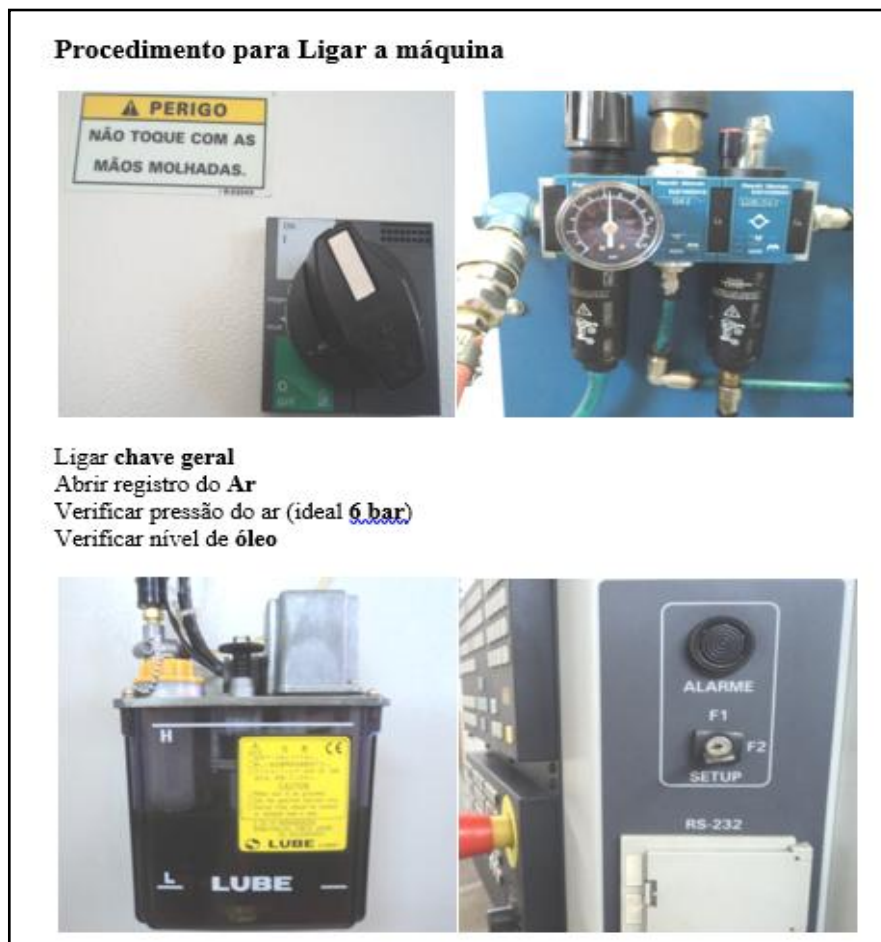 Procedimento para Ligar a máquina
PERIGO
NÃO TOQUE COM AS
MÃOS MOLHADAS.
ON
I
O
OFF
Ligar chave geral
Abrir registro do Ar
Verificar pressão do ar (ideal 6 bar)
Verificar nível de óleo
H
CE
CAUTION
LUBE
L
LUBE
ALARME
F1
F2
SETUP
RS-232